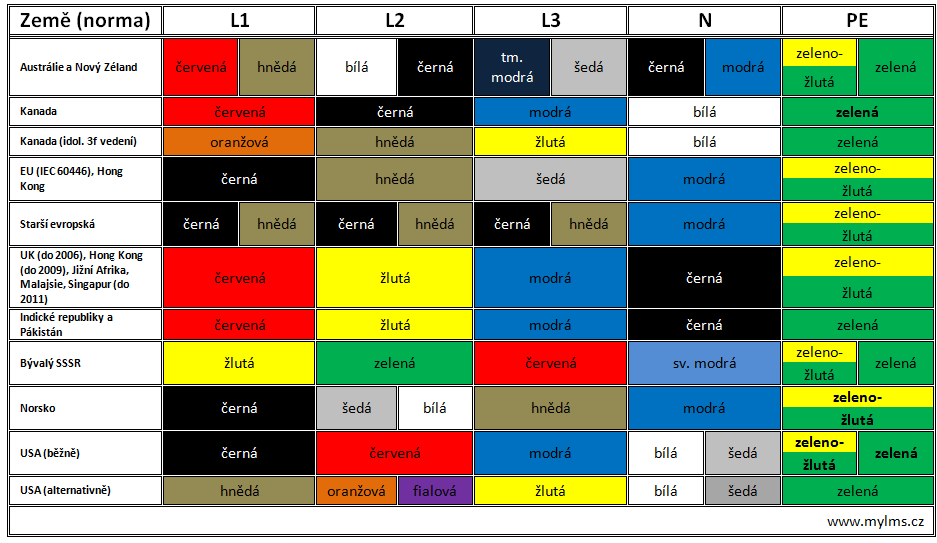 Země (norma) L1 L2 L3 N PE
Austrálie a Nový Zéland červená hnědá bílá černá tm. modrá šedá černá modrá zeleno-žlutá zelená
Kanada červená černá modrá bílá zelená
Kanada (idol. 3f vedení) oranžová hnědá žlutá bílá zelená
EU (IEC 60446), Hong Kong černá hnědá šedá modrá zeleno-žlutá
Starší evropská černá hnědá černá hnědá černá hnědá modrá zeleno-žlutá
UK (do 2006), Hong Kong (do 2009), Jižní Afrika, Malajsie, Singapur (do 2011) červená žlutá modrá černá zeleno-žlutá
Indické republiky a Pákistán červená žlutá modrá černá zelená
Bývalý SSSR žlutá zelená červená sv. modrá zeleno-žlutá zelená
Norsko černá šedá bílá hnědá modrá zeleno-žlutá
USA (běžně) černá červená modrá bílá šedá zeleno-žlutá zelená
USA (alternativně) hnědá oranžová fialová žlutá bílá šedá zelená
www.mylms.cz